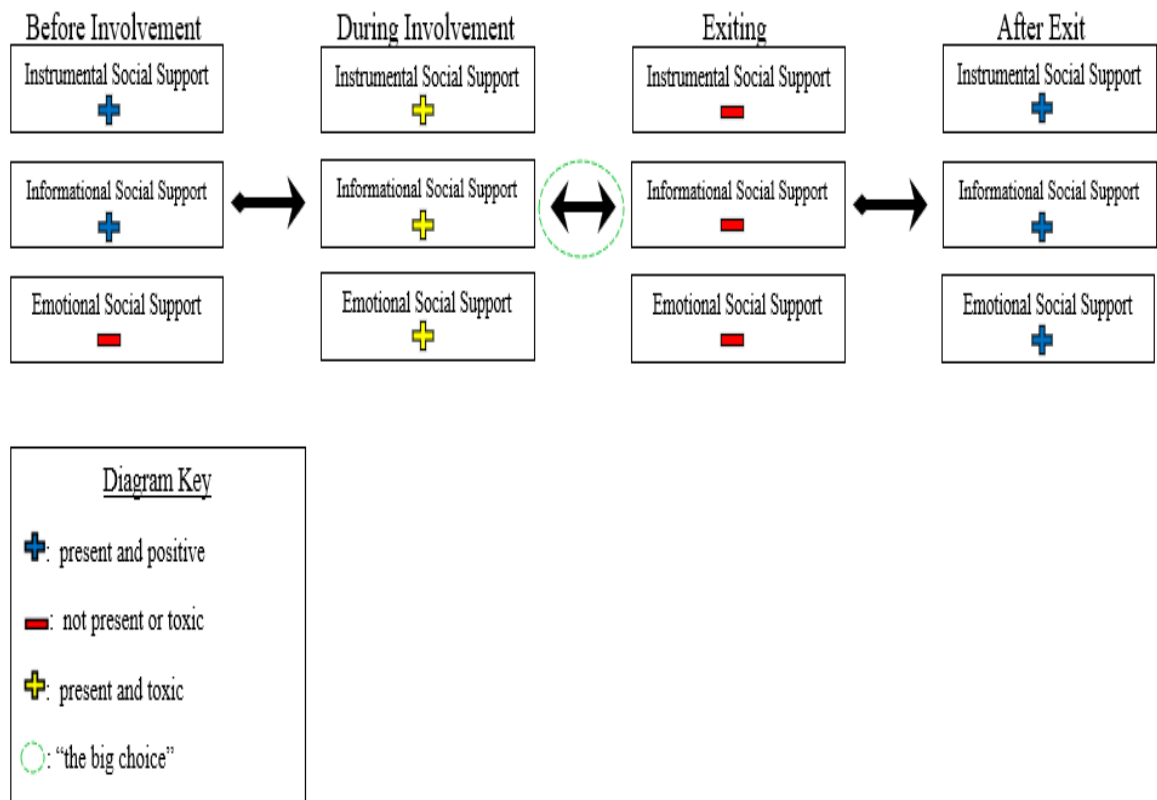 Before Involvement
During Involvement
Exiting
After Exit
Instrumental Social Support
Instrumental Social Support
Instrumental Social Support
Instrumental Social Support
Informational Social Support
Informational Social Support
Informational Social Support
Informational Social Support
Emotional Social Support
Emotional Social Support
Emotional Social Support
Emotional Social Support
Diagram Key
: present and positive
: not present or toxic
: present and toxic
: “the big choice”